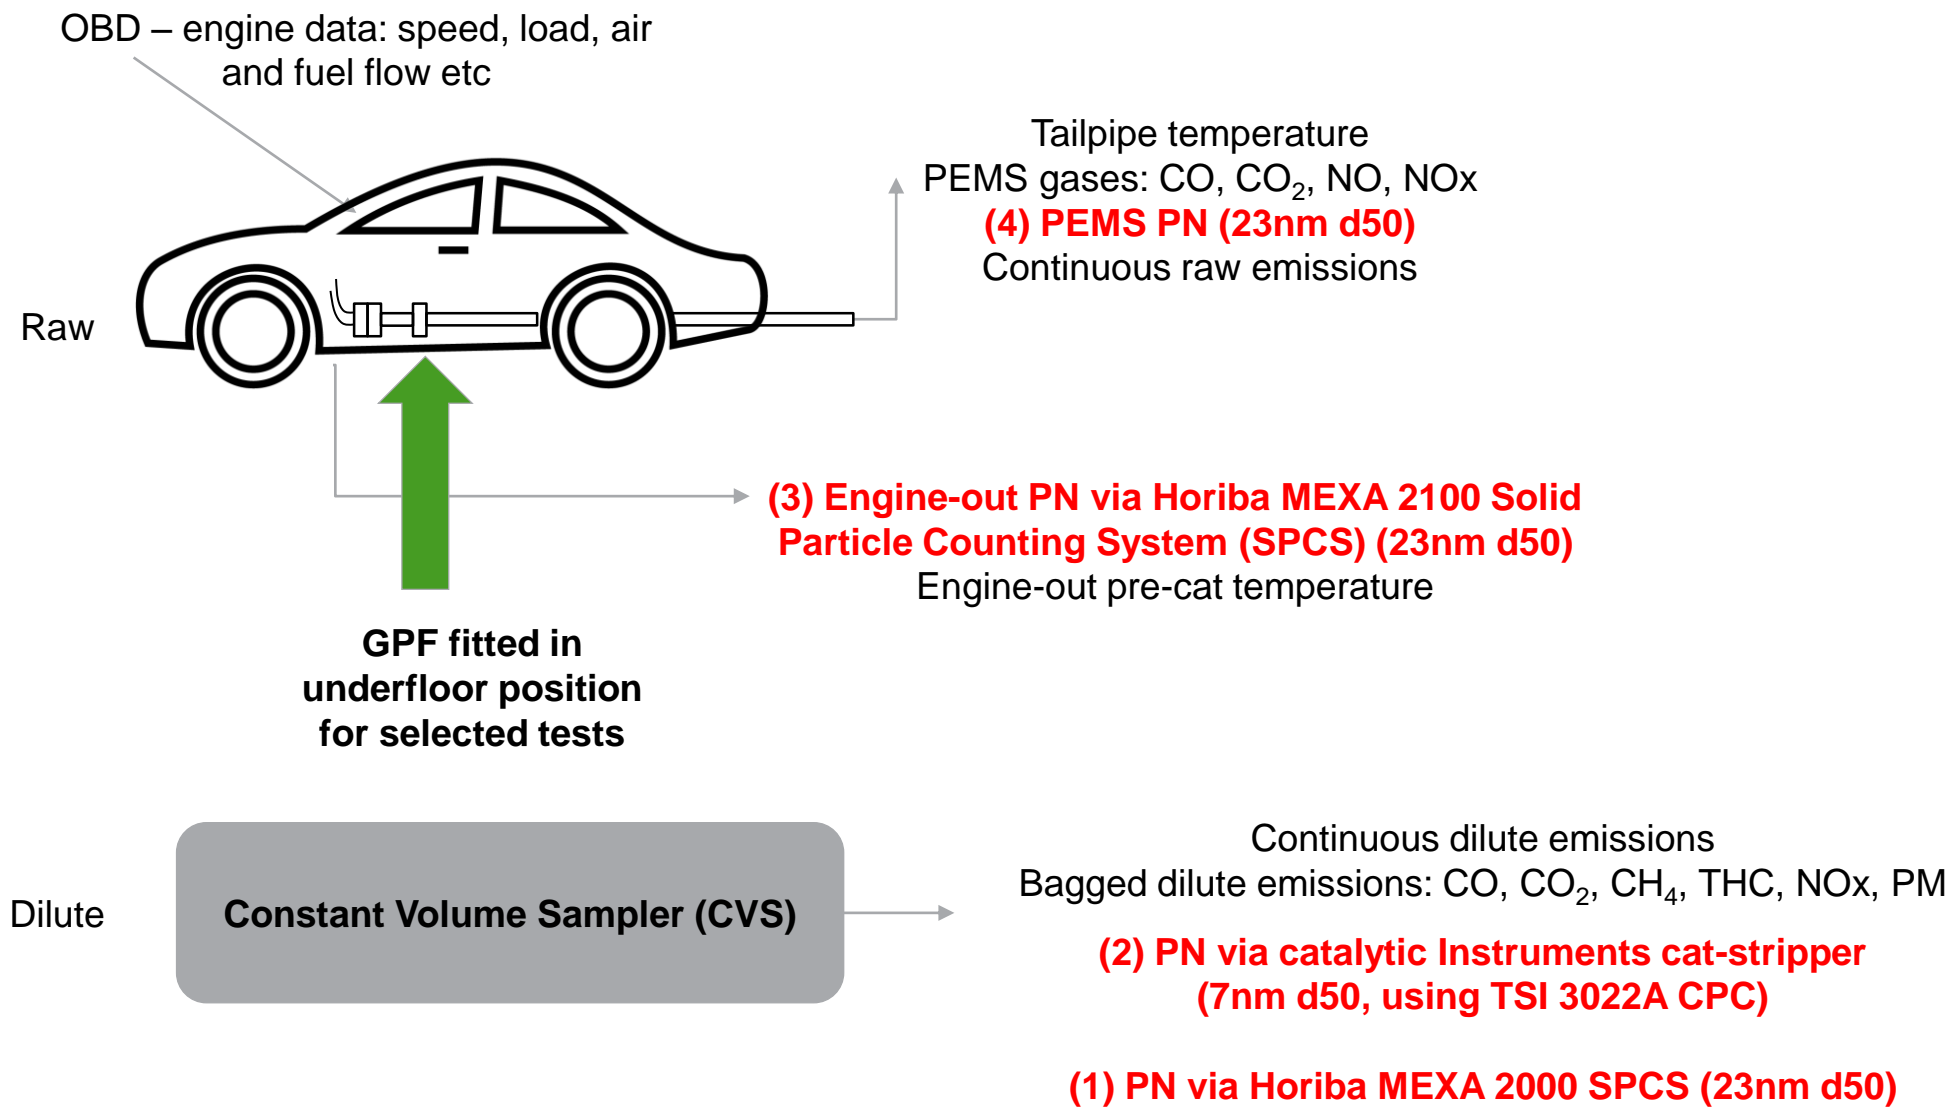 OBD – engine data: speed, load, air
and fuel flow etc
Tailpipe temperature
PEMS gases: CO, CO₂, NO, NOx
(4) PEMS PN (23nm d50)
Continuous raw emissions
Raw
(3) Engine-out PN via Horiba MEXA 2100 Solid
Particle Counting System (SPCS) (23nm d50)
Engine-out pre-cat temperature
GPF fitted in
underfloor position
for selected tests
Dilute
Constant Volume Sampler (CVS)
Continuous dilute emissions
Bagged dilute emissions: CO, CO₂, CH₄, THC, NOx, PM
(2) PN via catalytic Instruments cat-stripper
(7nm d50, using TSI 3022A CPC)
(1) PN via Horiba MEXA 2000 SPCS (23nm d50)